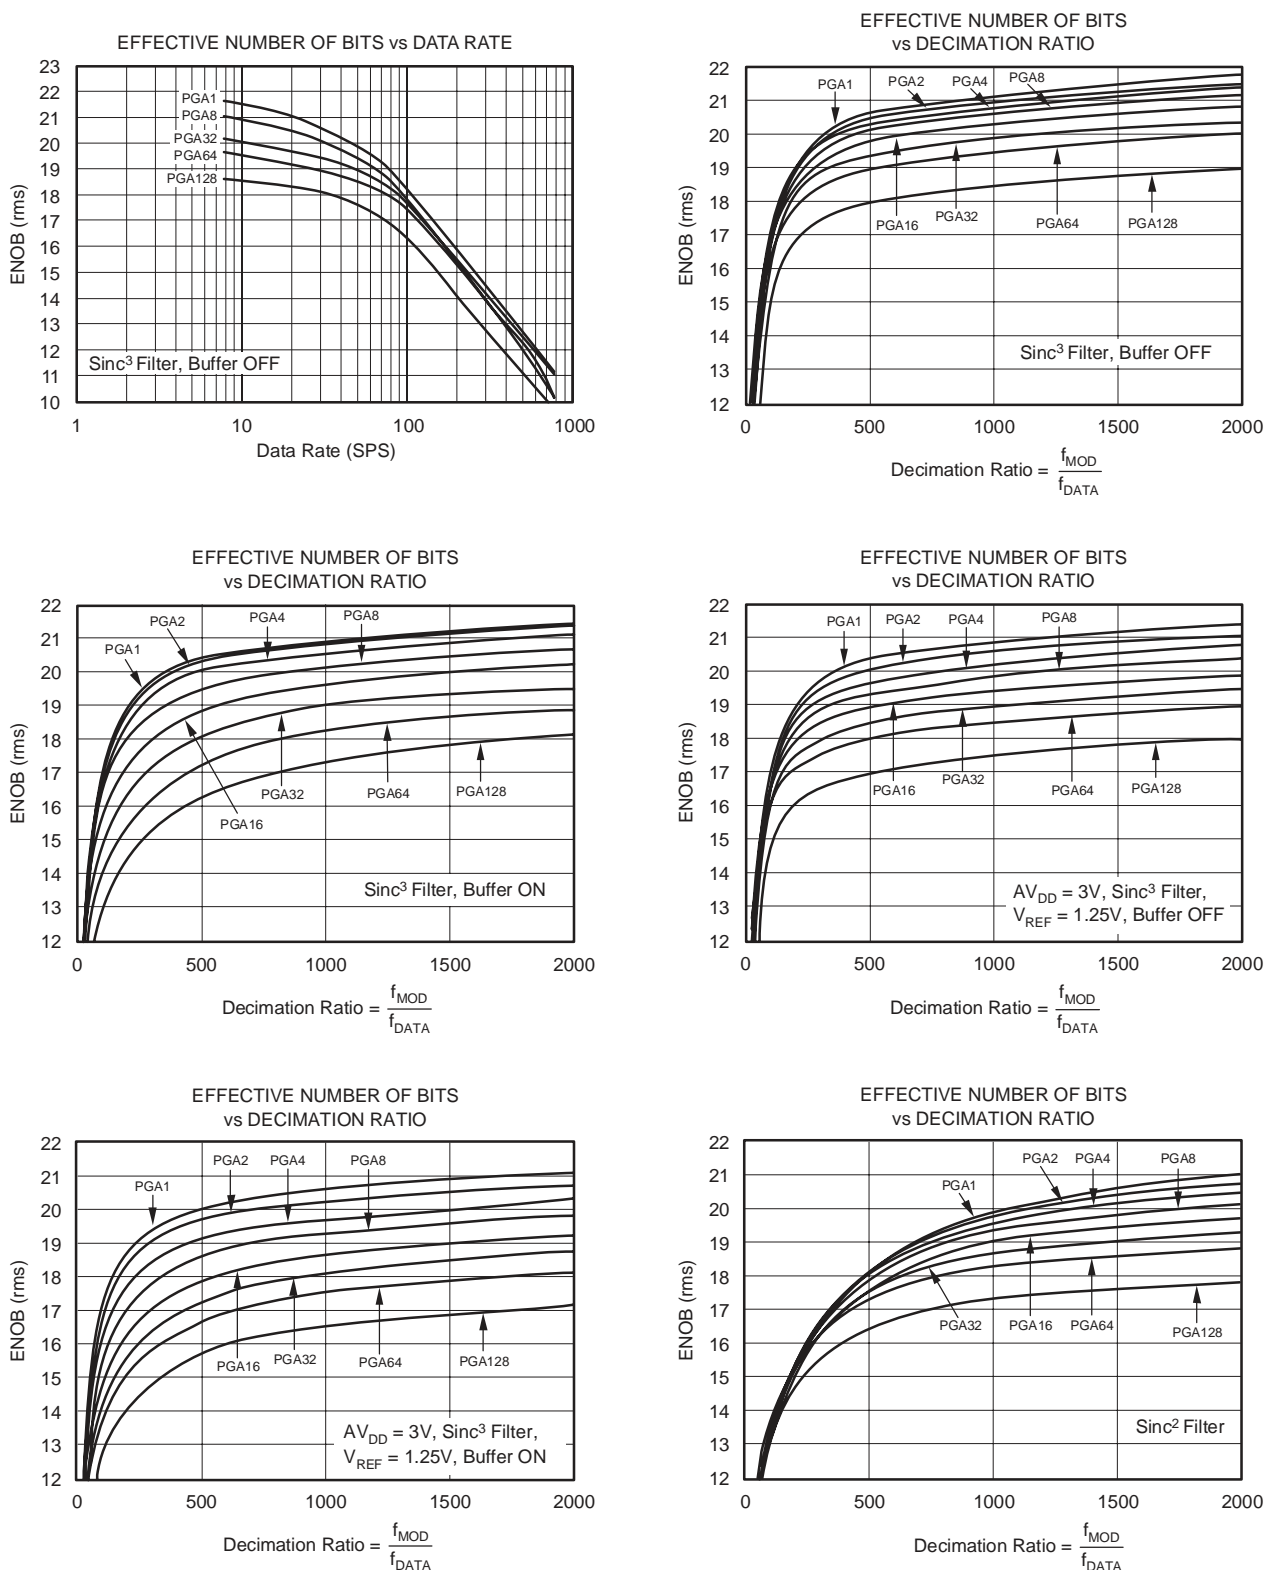 EFFECTIVE NUMBER OF BITS vs DATA RATE
23
22
21
20
19
18
17
16
15
14
13
12
11
10
ENOB (rms)
PGA1
PGA8
PGA32
PGA64
PGA128
Sinc³ Filter, Buffer OFF
1
10
100
1000
Data Rate (SPS)
EFFECTIVE NUMBER OF BITS
vs DECIMATION RATIO
22
21
20
19
18
17
16
15
14
13
12
ENOB (rms)
PGA1
PGA2
PGA4
PGA8
PGA16
PGA32
PGA64
PGA128
Sinc³ Filter, Buffer OFF
0
500
1000
1500
2000
Decimation Ratio = fMOD / fDATA
EFFECTIVE NUMBER OF BITS
vs DECIMATION RATIO
22
21
20
19
18
17
16
15
14
13
12
ENOB (rms)
PGA1
PGA2
PGA4
PGA8
PGA16
PGA32
PGA64
PGA128
Sinc³ Filter, Buffer ON
0
500
1000
1500
2000
Decimation Ratio = fMOD / fDATA
EFFECTIVE NUMBER OF BITS
vs DECIMATION RATIO
22
21
20
19
18
17
16
15
14
13
12
ENOB (rms)
PGA1
PGA2
PGA4
PGA8
PGA16
PGA32
PGA64
PGA128
AVDD = 3V, Sinc³ Filter,
VREF = 1.25V, Buffer OFF
0
500
1000
1500
2000
Decimation Ratio = fMOD / fDATA
EFFECTIVE NUMBER OF BITS
vs DECIMATION RATIO
22
21
20
19
18
17
16
15
14
13
12
ENOB (rms)
PGA1
PGA2
PGA4
PGA8
PGA16
PGA32
PGA64
PGA128
AVDD = 3V, Sinc³ Filter,
VREF = 1.25V, Buffer ON
0
500
1000
1500
2000
Decimation Ratio = fMOD / fDATA
EFFECTIVE NUMBER OF BITS
vs DECIMATION RATIO
22
21
20
19
18
17
16
15
14
13
12
ENOB (rms)
PGA1
PGA2
PGA4
PGA8
PGA32
PGA16
PGA64
PGA128
Sinc² Filter
0
500
1000
1500
2000
Decimation Ratio = fMOD / fDATA